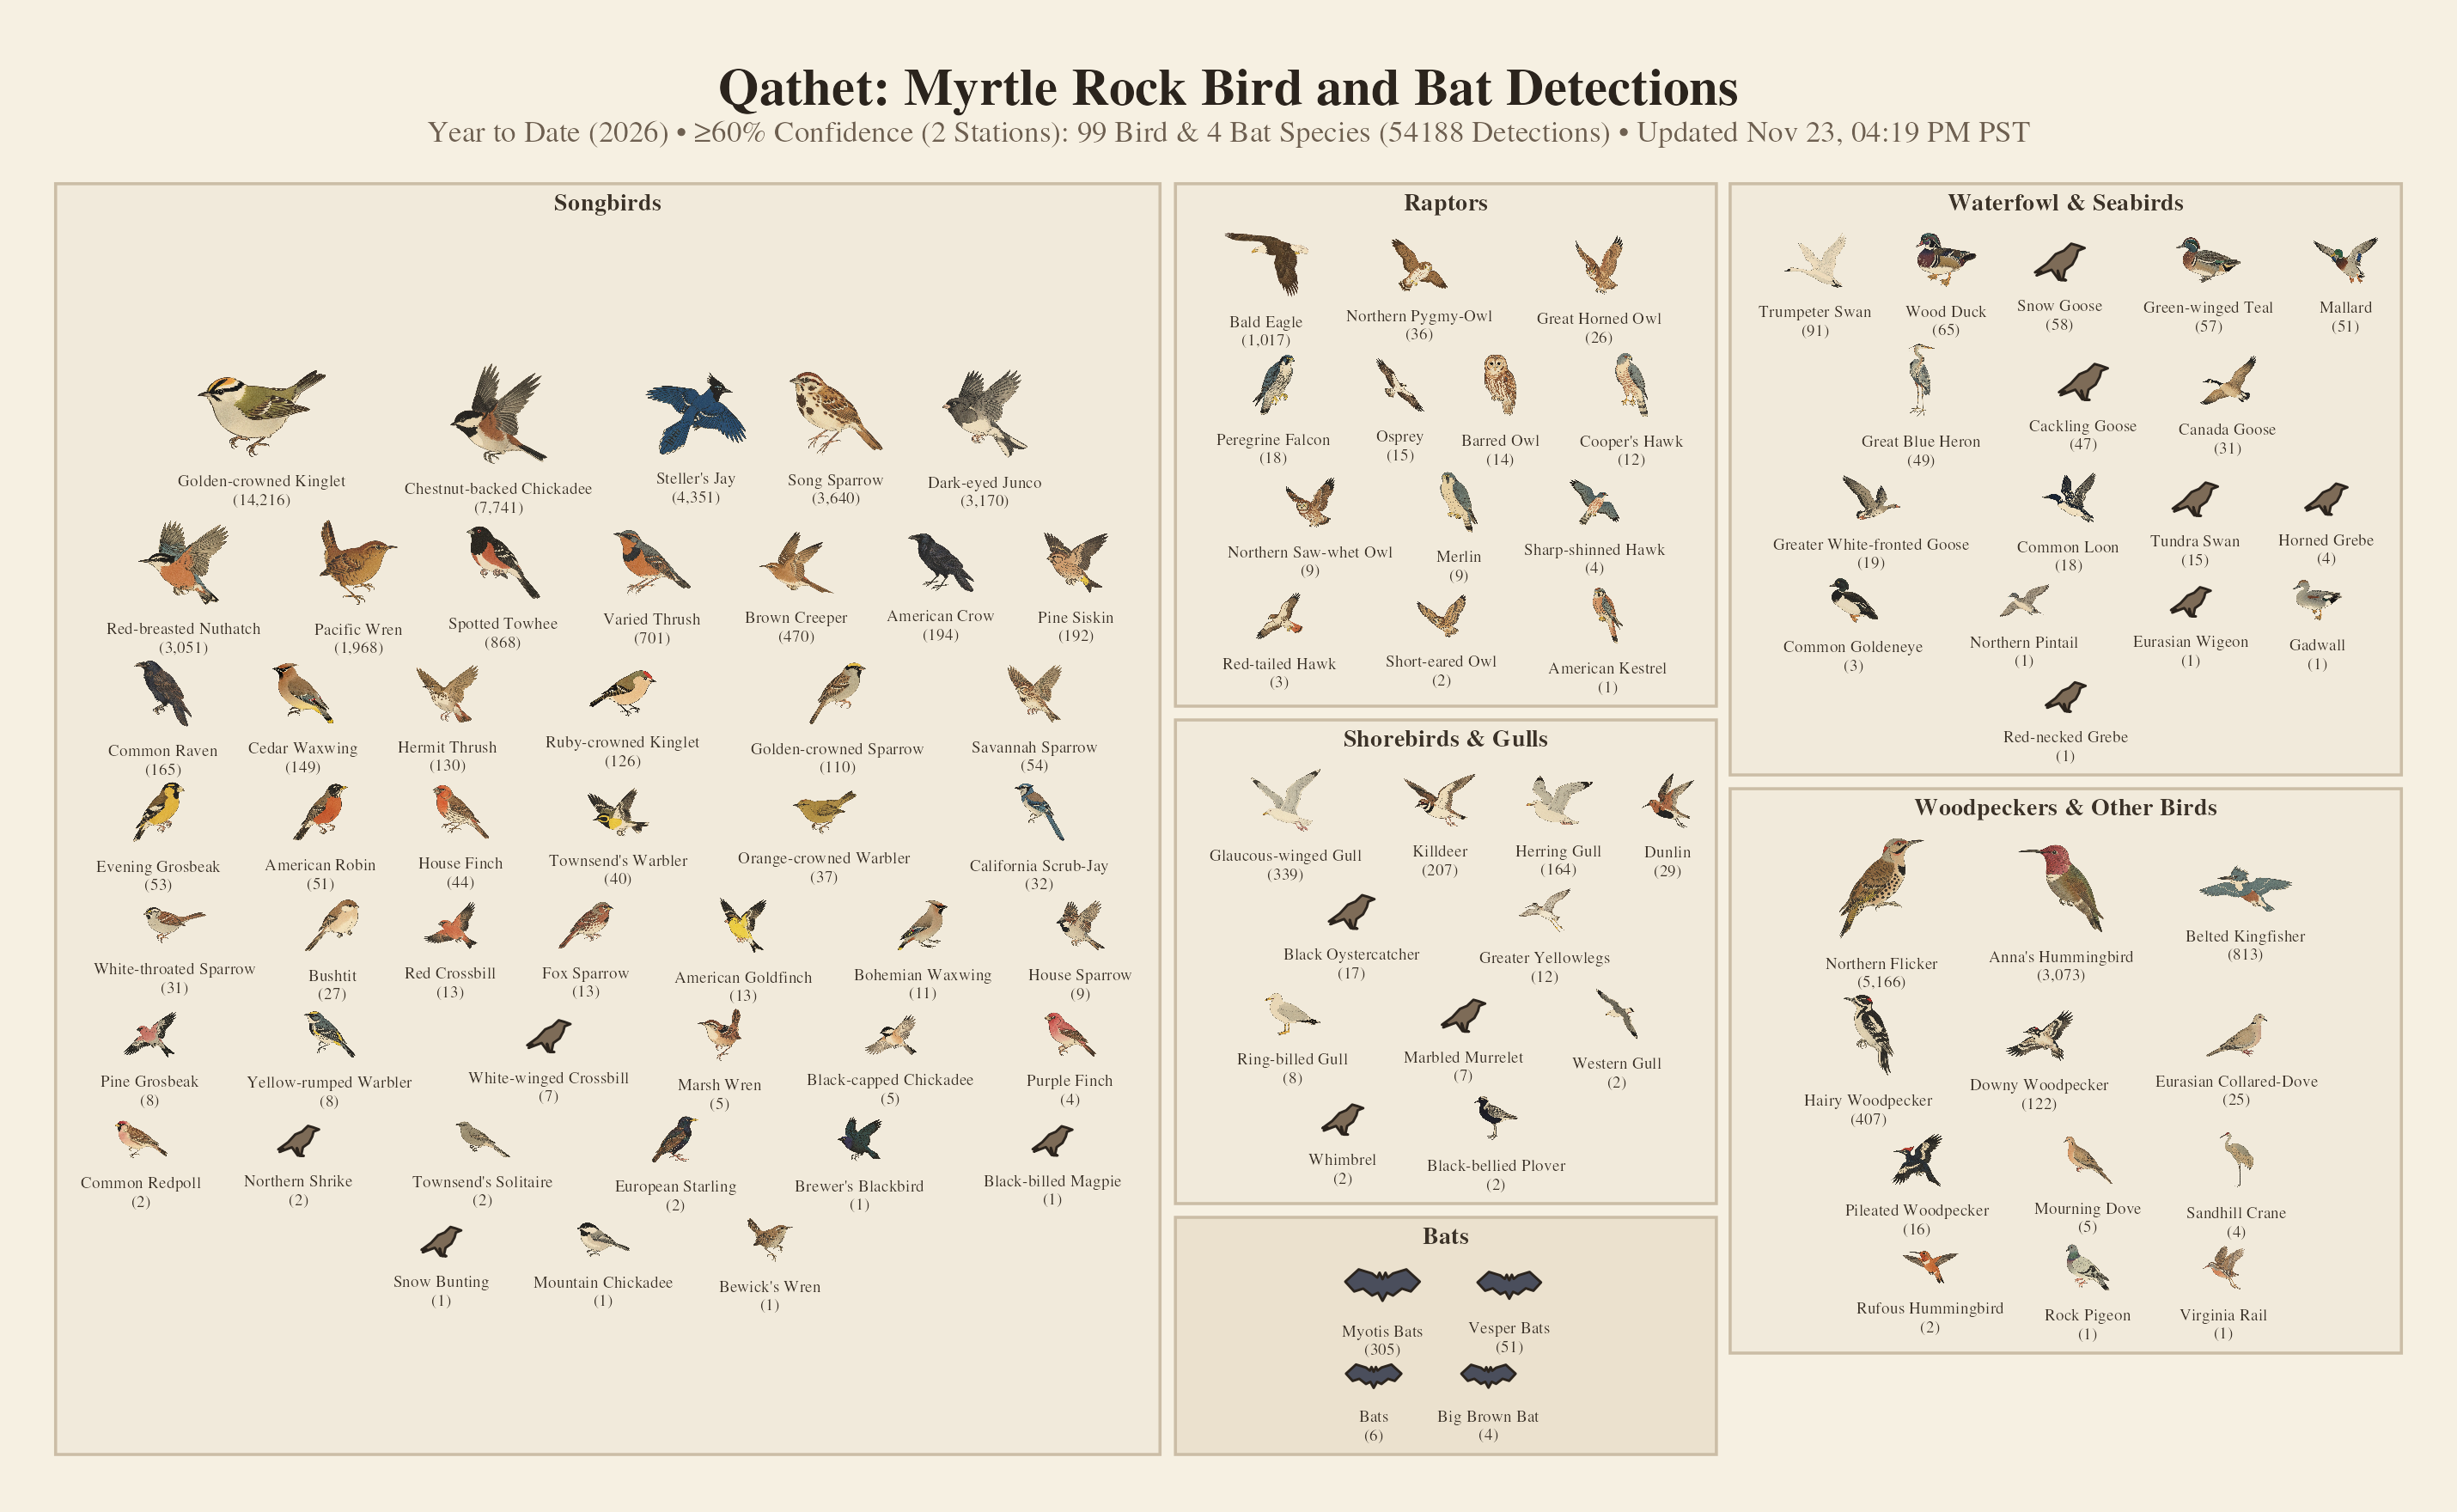 Qathet: Myrtle Rock Bird and Bat Detections
Year to Date (2026) • ≥60% Confidence (2 Stations): 99 Bird & 4 Bat Species (54188 Detections) • Updated Nov 23, 04:19 PM PST
Songbirds
Golden-crowned Kinglet
(14,216)
Chestnut-backed Chickadee
(7,741)
Steller's Jay
(4,351)
Song Sparrow
(3,640)
Dark-eyed Junco
(3,170)
Red-breasted Nuthatch
(3,051)
Pacific Wren
(1,968)
Spotted Towhee
(868)
Varied Thrush
(701)
Brown Creeper
(470)
American Crow
(194)
Pine Siskin
(192)
Common Raven
(165)
Cedar Waxwing
(149)
Hermit Thrush
(130)
Ruby-crowned Kinglet
(126)
Golden-crowned Sparrow
(110)
Savannah Sparrow
(54)
Evening Grosbeak
(53)
American Robin
(51)
House Finch
(44)
Townsend's Warbler
(40)
Orange-crowned Warbler
(37)
California Scrub-Jay
(32)
White-throated Sparrow
(31)
Bushtit
(27)
Red Crossbill
(13)
Fox Sparrow
(13)
American Goldfinch
(13)
Bohemian Waxwing
(11)
House Sparrow
(9)
Pine Grosbeak
(8)
Yellow-rumped Warbler
(8)
White-winged Crossbill
(7)
Marsh Wren
(5)
Black-capped Chickadee
(5)
Purple Finch
(4)
Common Redpoll
(2)
Northern Shrike
(2)
Townsend's Solitaire
(2)
European Starling
(2)
Brewer's Blackbird
(1)
Black-billed Magpie
(1)
Snow Bunting
(1)
Mountain Chickadee
(1)
Bewick's Wren
(1)
Raptors
Bald Eagle
(1,017)
Northern Pygmy-Owl
(36)
Great Horned Owl
(26)
Peregrine Falcon
(18)
Osprey
(15)
Barred Owl
(14)
Cooper's Hawk
(12)
Northern Saw-whet Owl
(9)
Merlin
(9)
Sharp-shinned Hawk
(4)
Red-tailed Hawk
(3)
Short-eared Owl
(2)
American Kestrel
(1)
Shorebirds & Gulls
Glaucous-winged Gull
(339)
Killdeer
(207)
Herring Gull
(164)
Dunlin
(29)
Black Oystercatcher
(17)
Greater Yellowlegs
(12)
Ring-billed Gull
(8)
Marbled Murrelet
(7)
Western Gull
(2)
Whimbrel
(2)
Black-bellied Plover
(2)
Bats
Myotis Bats
(305)
Vesper Bats
(51)
Bats
(6)
Big Brown Bat
(4)
Waterfowl & Seabirds
Trumpeter Swan
(91)
Wood Duck
(65)
Snow Goose
(58)
Green-winged Teal
(57)
Mallard
(51)
Great Blue Heron
(49)
Cackling Goose
(47)
Canada Goose
(31)
Greater White-fronted Goose
(19)
Common Loon
(18)
Tundra Swan
(15)
Horned Grebe
(4)
Common Goldeneye
(3)
Northern Pintail
(1)
Eurasian Wigeon
(1)
Gadwall
(1)
Red-necked Grebe
(1)
Woodpeckers & Other Birds
Northern Flicker
(5,166)
Anna's Hummingbird
(3,073)
Belted Kingfisher
(813)
Hairy Woodpecker
(407)
Downy Woodpecker
(122)
Eurasian Collared-Dove
(25)
Pileated Woodpecker
(16)
Mourning Dove
(5)
Sandhill Crane
(4)
Rufous Hummingbird
(2)
Rock Pigeon
(1)
Virginia Rail
(1)